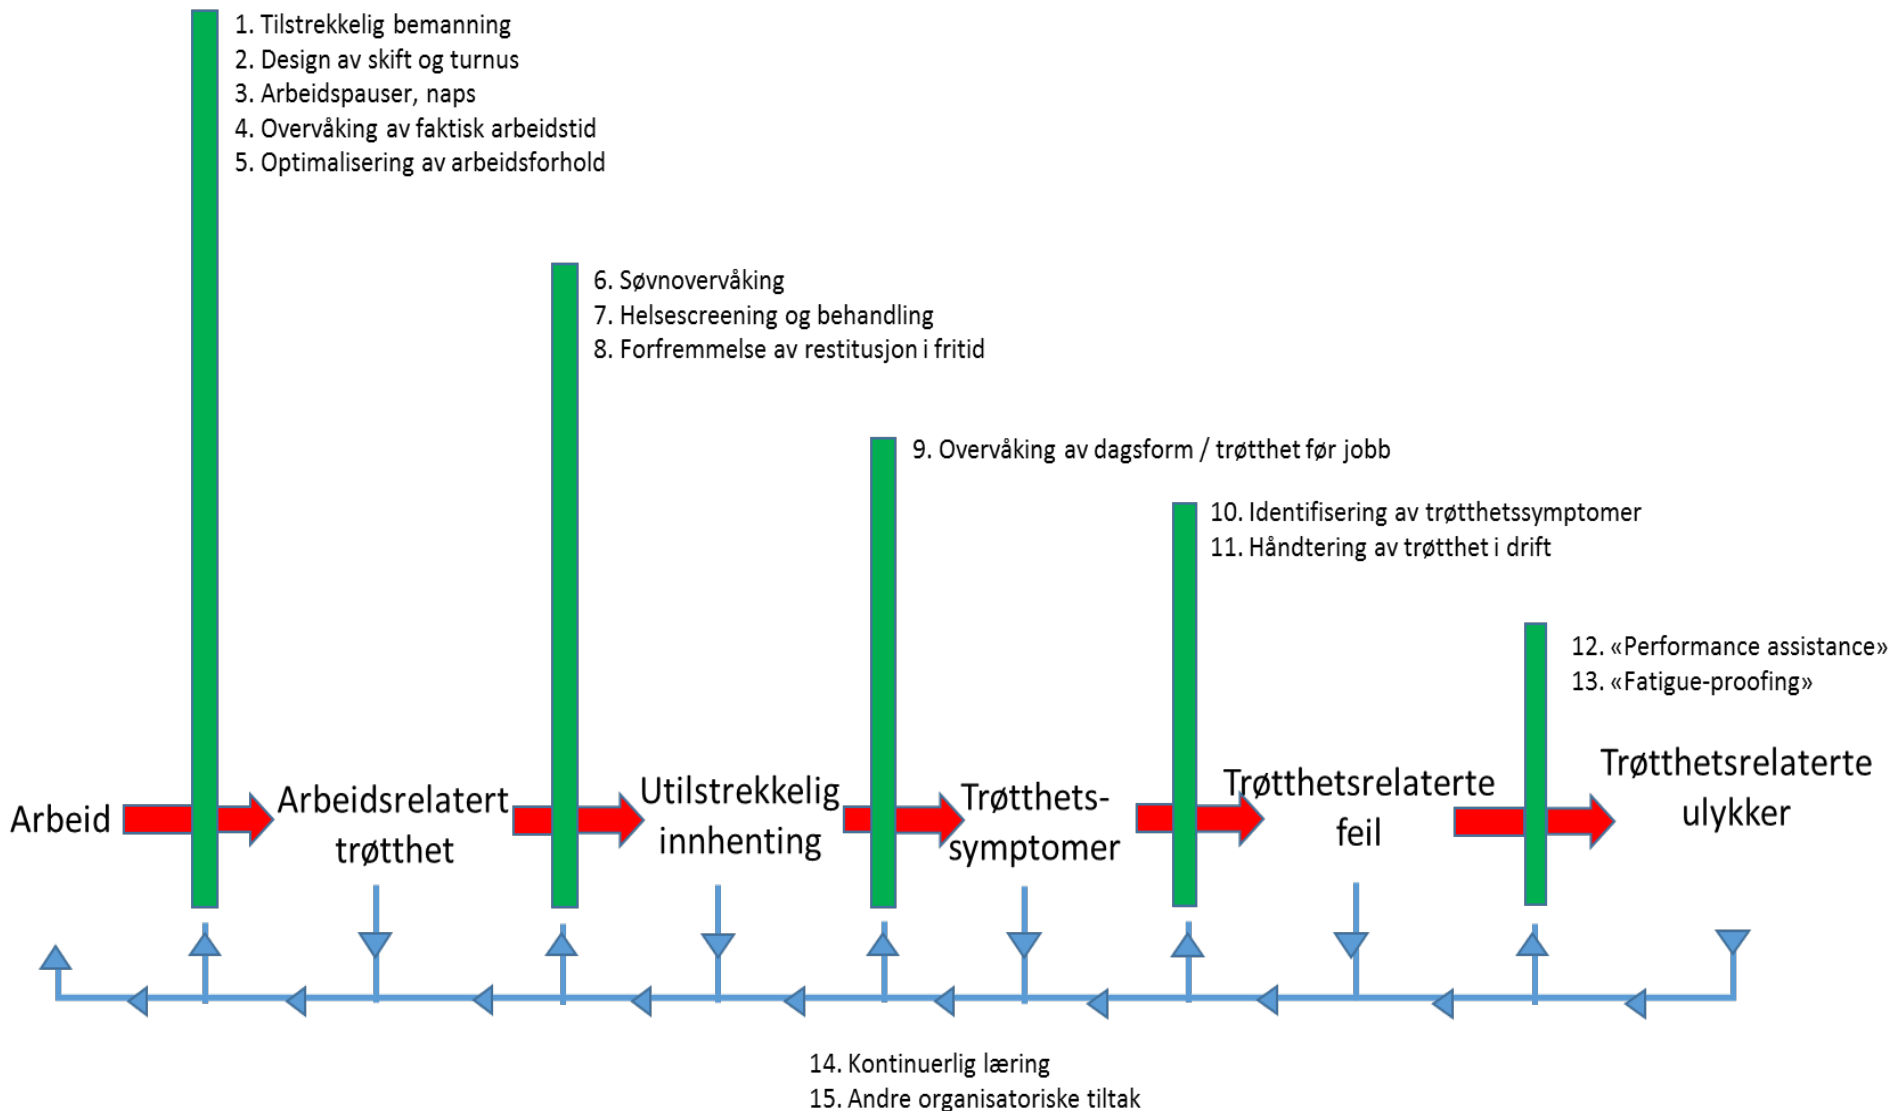 1. Tilstrekkelig bemanning
2. Design av skift og turnus
3. Arbeidspauser, naps
4. Overvåking av faktisk arbeidstid
5. Optimalisering av arbeidsforhold
6. Søvnovervåking
7. Helsescreening og behandling
8. Forfremmelse av restitusjon i fritid
9. Overvåking av dagsform / trøtthet før jobb
10. Identifisering av trøtthetssymptomer
11. Håndtering av trøtthet i drift
12. «Performance assistance»
13. «Fatigue-proofing»
Arbeid
Arbeidsrelatert
trøtthet
Utilstrekkelig
innhenting
Trøtthets-
symptomer
Trøtthetsrelaterte
feil
Trøtthetsrelaterte
ulykker
14. Kontinuerlig læring
15. Andre organisatoriske tiltak